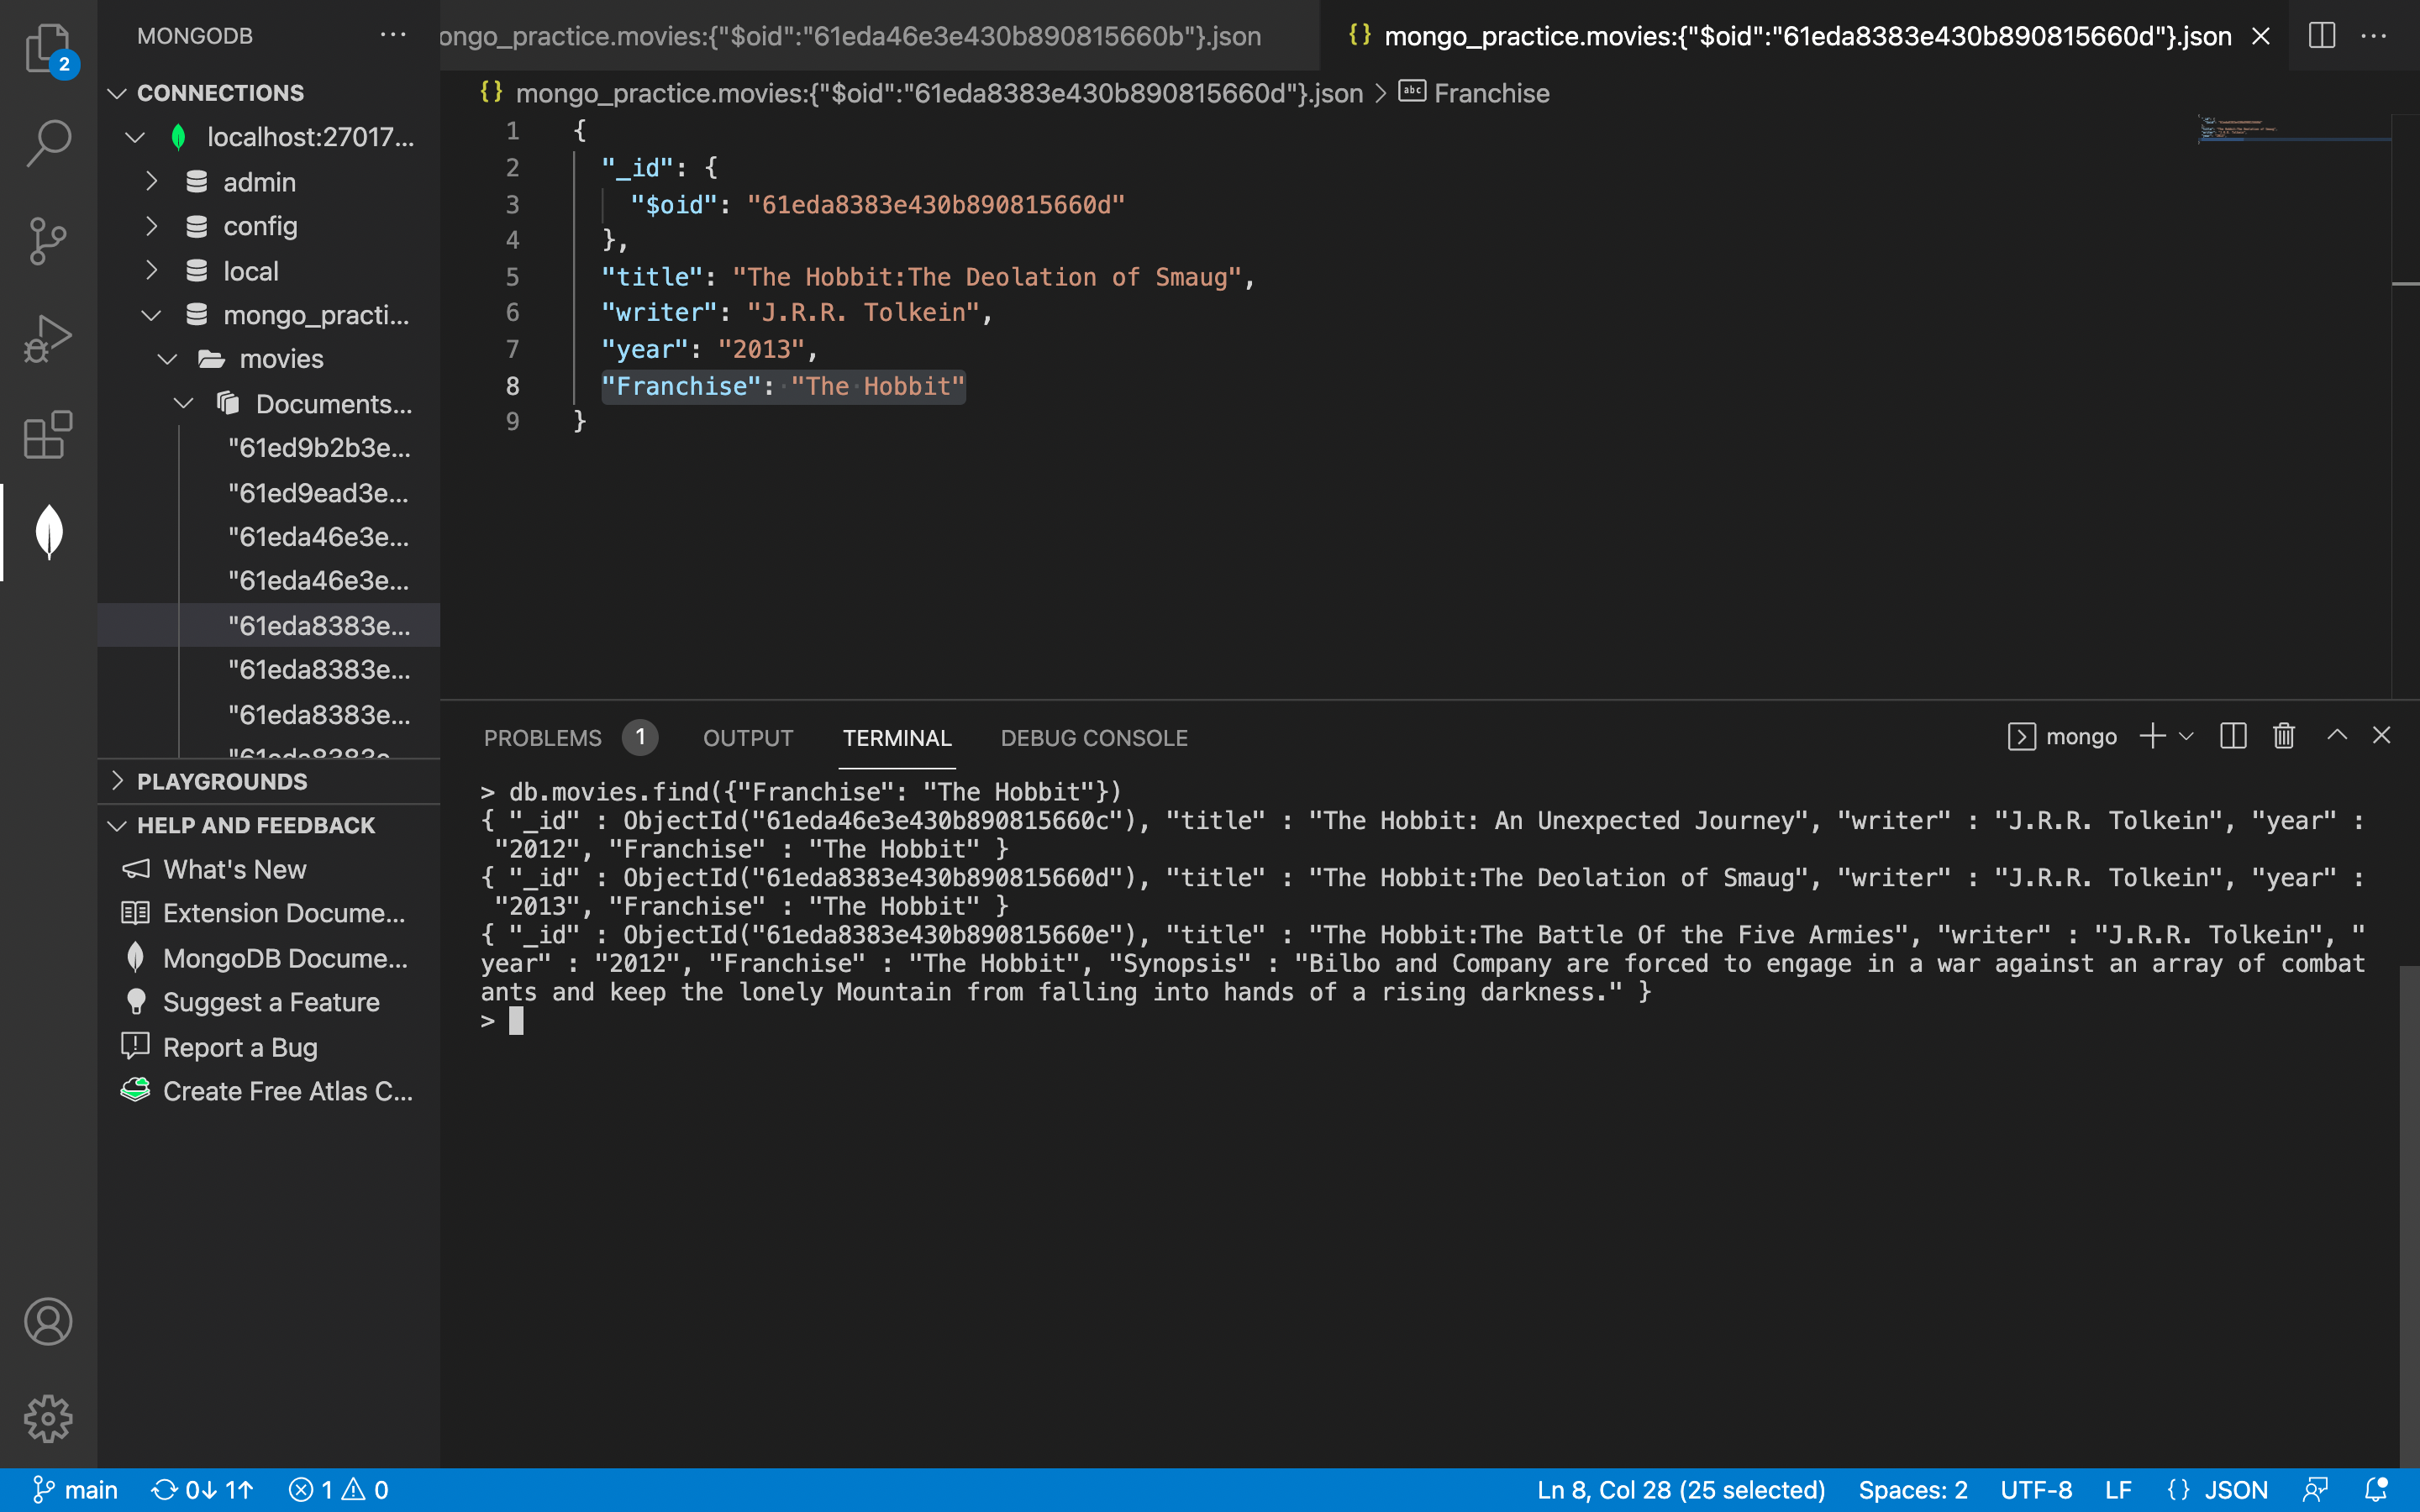 MONGODB
2
CONNECTIONS
localhost:27017...
admin
config
local
mongo_practi...
movies
Documents...
"61ed9b2b3e...
"61ed9ead3e...
"61eda46e3e...
"61eda46e3e...
"61eda8383e...
"61eda8383e...
"61eda8383e...
"61eda8383e...
PLAYGROUNDS
HELP AND FEEDBACK
What's New
Extension Docume...
MongoDB Docume...
Suggest a Feature
Report a Bug
Create Free Atlas C...
ongo_practice.movies:{"$oid":"61eda46e3e430b890815660b"}.json
{} mongo_practice.movies:{"$oid":"61eda8383e430b890815660d"}.json
{} mongo_practice.movies:{"$oid":"61eda8383e430b890815660d"}.json > abc Franchise
1 {
2 "_id": {
3 "$oid": "61eda8383e430b890815660d"
4 },
5 "title": "The Hobbit:The Deolation of Smaug",
6 "writer": "J.R.R. Tolkein",
7 "year": "2013",
8 "Franchise": "The Hobbit"
9 }
PROBLEMS 1 OUTPUT TERMINAL DEBUG CONSOLE mongo
> db.movies.find({"Franchise": "The Hobbit"})
{ "_id" : ObjectId("61eda46e3e430b890815660c"), "title" : "The Hobbit: An Unexpected Journey", "writer" : "J.R.R. Tolkein", "year" :
"2012", "Franchise" : "The Hobbit" }
{ "_id" : ObjectId("61eda8383e430b890815660d"), "title" : "The Hobbit:The Deolation of Smaug", "writer" : "J.R.R. Tolkein", "year" :
"2013", "Franchise" : "The Hobbit" }
{ "_id" : ObjectId("61eda8383e430b890815660e"), "title" : "The Hobbit:The Battle Of the Five Armies", "writer" : "J.R.R. Tolkein", "
year" : "2012", "Franchise" : "The Hobbit", "Synopsis" : "Bilbo and Company are forced to engage in a war against an array of combat
ants and keep the lonely Mountain from falling into hands of a rising darkness." }
>
main 0↓ 1↑ 1 0 Ln 8, Col 28 (25 selected) Spaces: 2 UTF-8 LF {} JSON